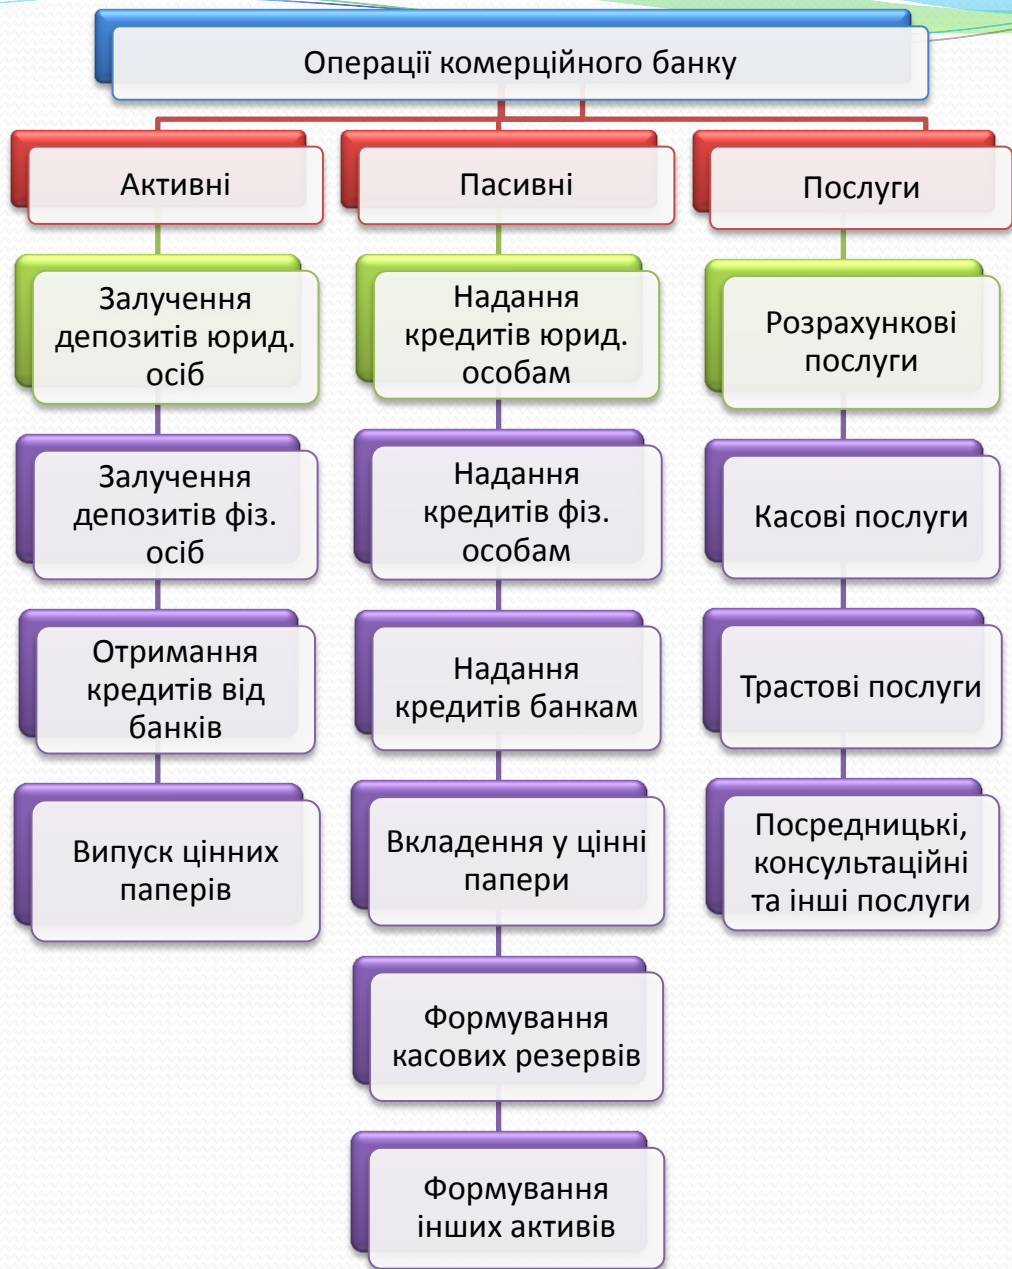 Операції комерційного банку
Активні
Залучення
депозитів юрид.
осіб
Залучення
депозитів фіз.
осіб
Отримання
кредитів від
банків
Випуск цінних
паперів
Пасивні
Надання
кредитів юрид.
особам
Надання
кредитів фіз.
особам
Надання
кредитів банкам
Вкладення у цінні
папери
Формування
касових резервів
Формування
інших активів
Послуги
Розрахункові
послуги
Касові послуги
Трастові послуги
Посредницькі,
консультаційні
та інші послуги